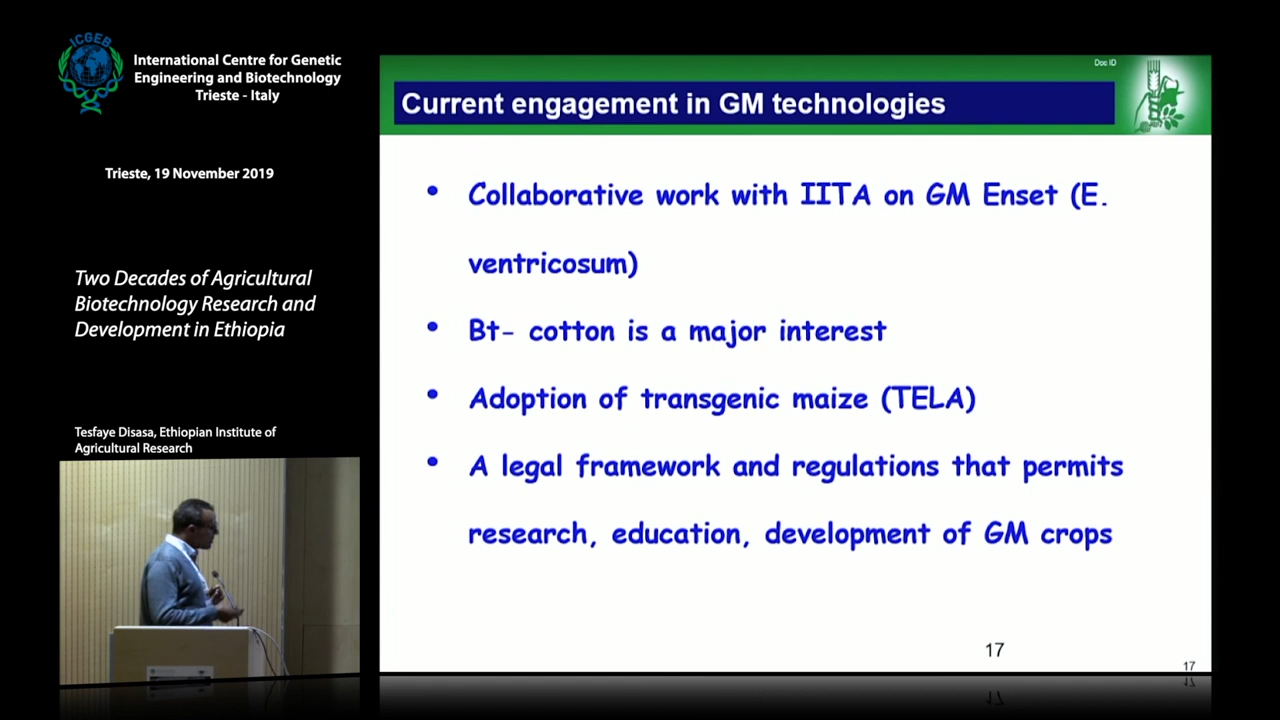 ICGEB
International Centre for Genetic
Engineering and Biotechnology
Trieste - Italy
Trieste, 19 November 2019
Two Decades of Agricultural
Biotechnology Research and
Development in Ethiopia
Tesfaye Disasa, Ethiopian Institute of
Agricultural Research
Doc ID
Current engagement in GM technologies
• Collaborative work with IITA on GM Enset (E.
ventricosum)
• Bt- cotton is a major interest
• Adoption of transgenic maize (TELA)
• A legal framework and regulations that permits
research, education, development of GM crops
17
17